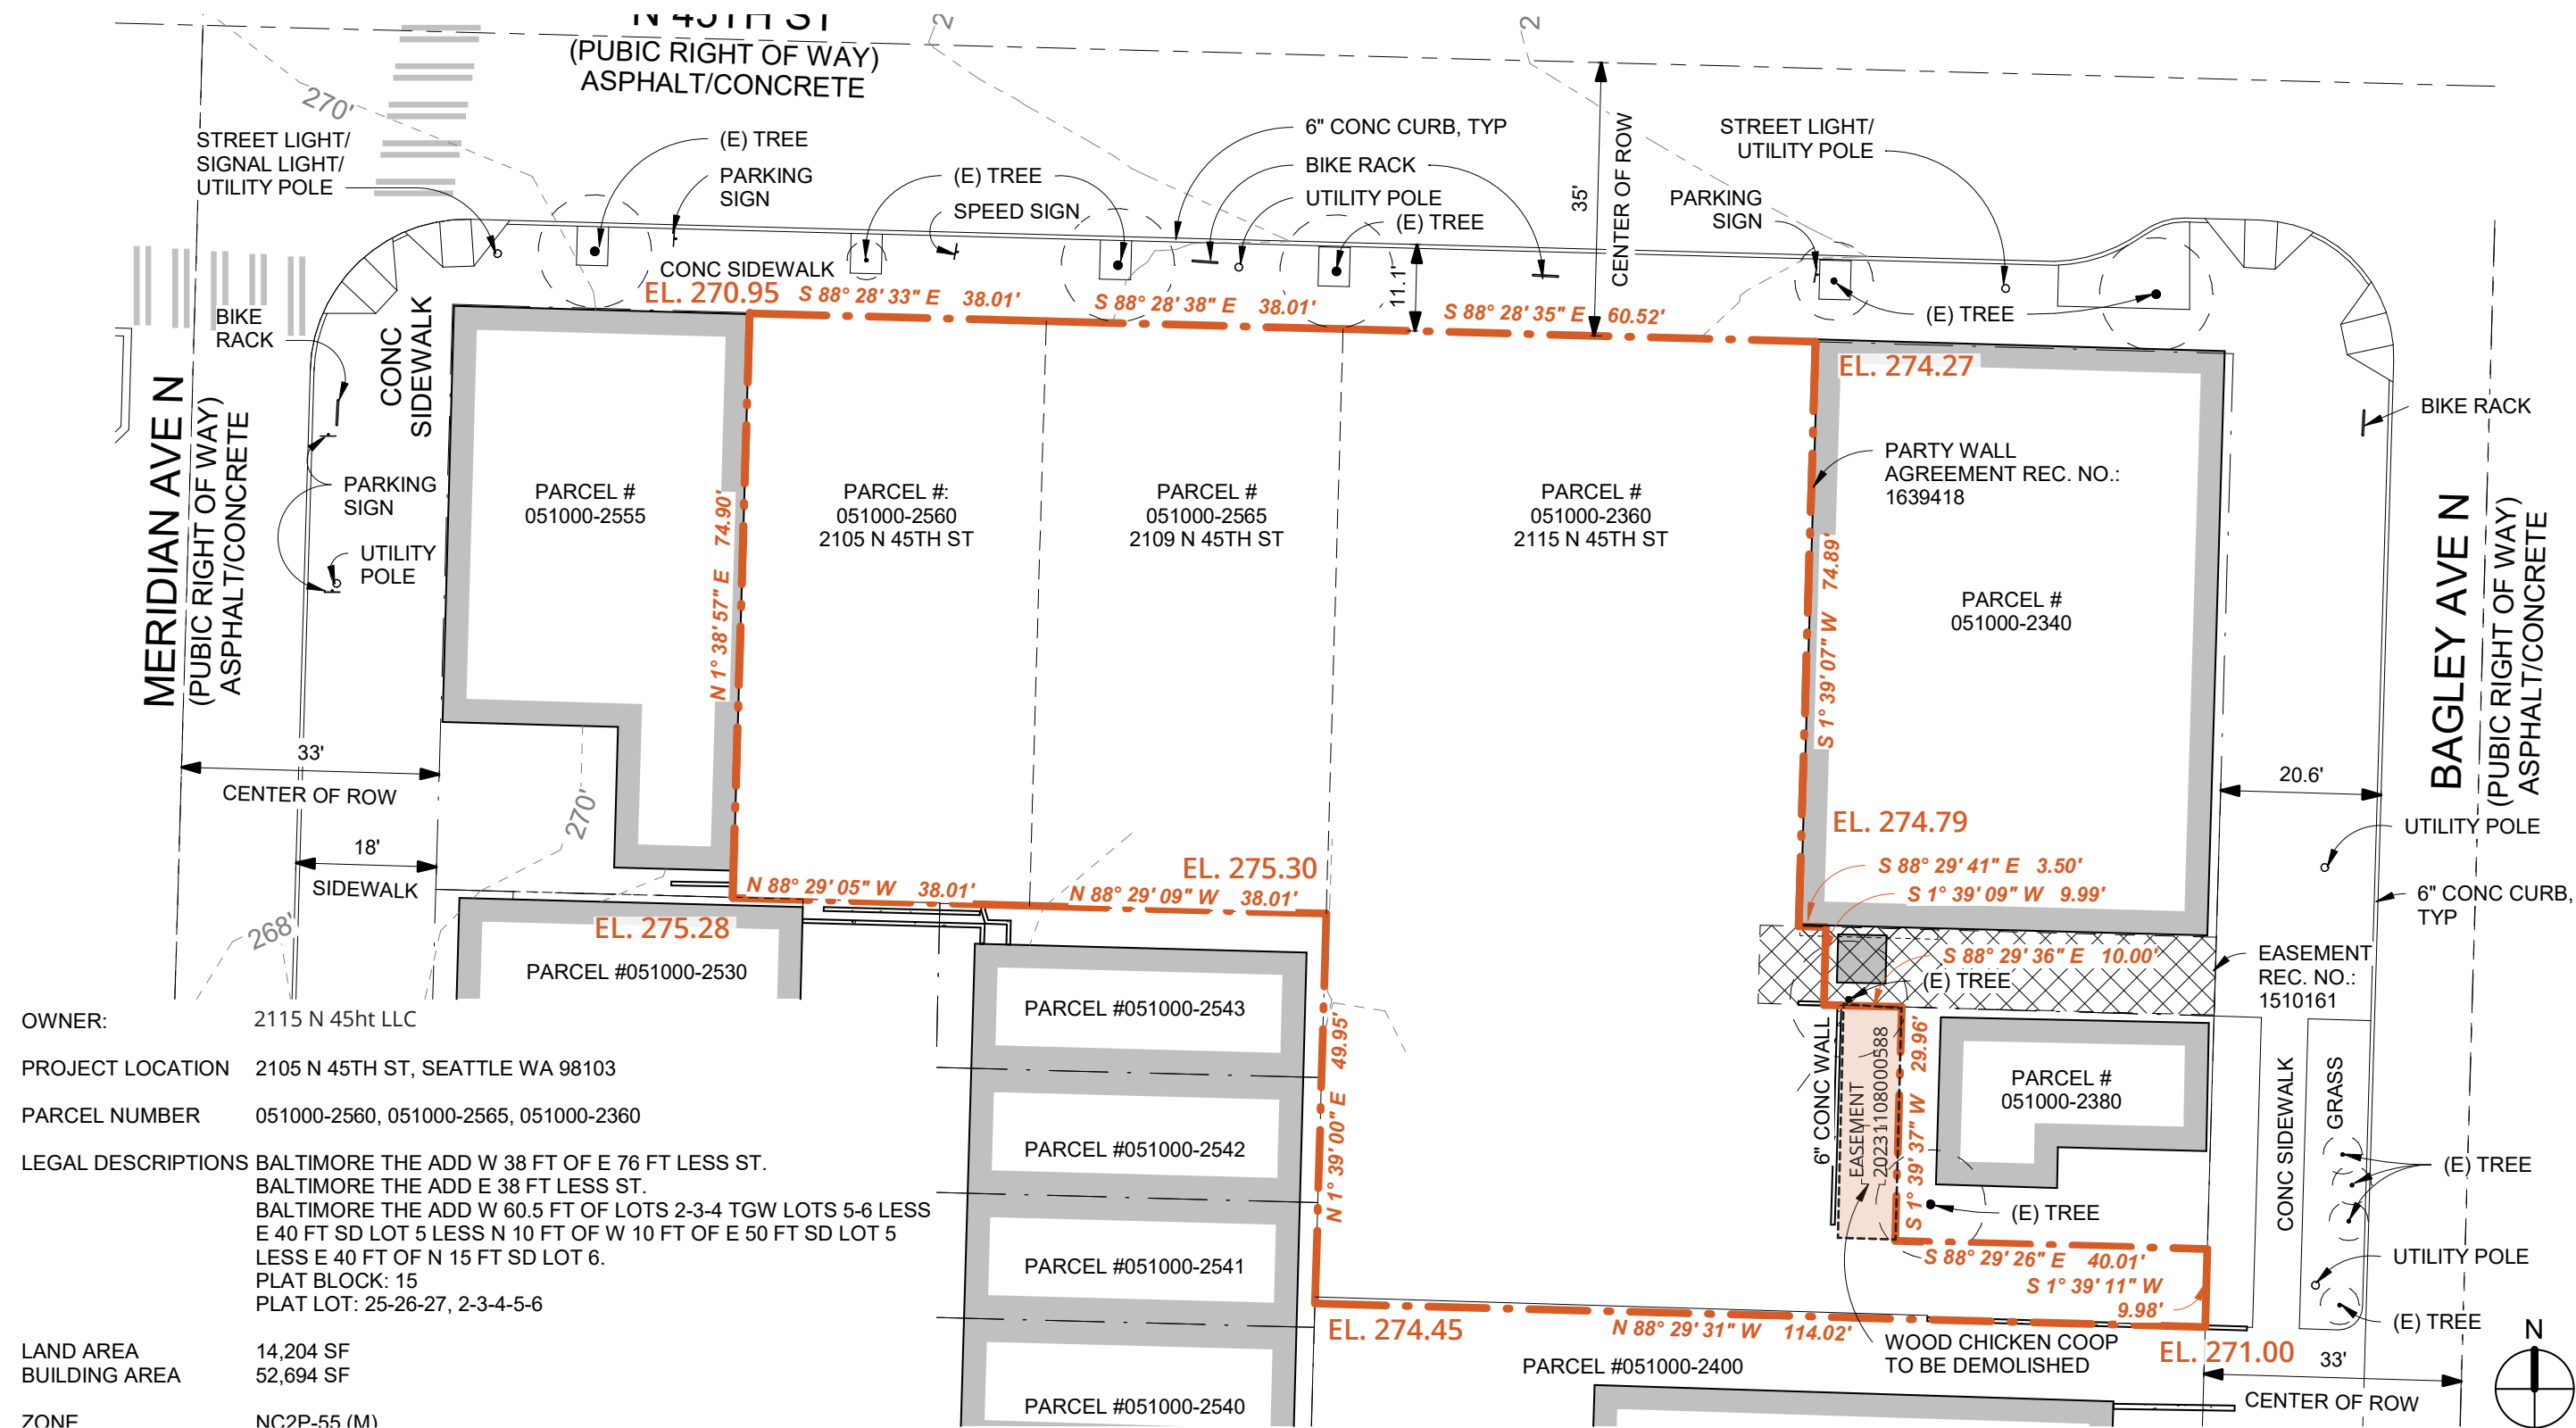 N 45TH ST
(PUBIC RIGHT OF WAY)
ASPHALT/CONCRETE
270'
STREET LIGHT/
SIGNAL LIGHT/
UTILITY POLE
(E) TREE
PARKING
SIGN
(E) TREE
SPEED SIGN
6" CONC CURB, TYP
BIKE RACK
UTILITY POLE
(E) TREE
35'
CENTER OF ROW
STREET LIGHT/
UTILITY POLE
PARKING
SIGN
(E) TREE
CONC SIDEWALK
11.1'
EL. 270.95
S 88° 28' 33" E 38.01'
S 88° 28' 38" E 38.01'
S 88° 28' 35" E 60.52'
EL. 274.27
BIKE
RACK
CONC
SIDEWALK
MERIDIAN AVE N
(PUBIC RIGHT OF WAY)
ASPHALT/CONCRETE
PARKING
SIGN
UTILITY
POLE
PARCEL #
051000-2555
N 1° 38' 57" E 74.90'
PARCEL #:
051000-2560
2105 N 45TH ST
PARCEL #
051000-2565
2109 N 45TH ST
PARCEL #
051000-2360
2115 N 45TH ST
PARTY WALL
AGREEMENT REC. NO.:
1639418
S 1° 39' 07" W 74.89'
PARCEL #
051000-2340
BIKE RACK
BAGLEY AVE N
(PUBIC RIGHT OF WAY)
ASPHALT/CONCRETE
33'
CENTER OF ROW
18'
SIDEWALK
270'
268'
20.6'
UTILITY POLE
6" CONC CURB,
TYP
EL. 274.79
S 88° 29' 41" E 3.50'
S 1° 39' 09" W 9.99'
N 88° 29' 05" W 38.01'
EL. 275.30
N 88° 29' 09" W 38.01'
EL. 275.28
PARCEL #051000-2530
S 88° 29' 36" E 10.00'
(E) TREE
EASEMENT
REC. NO.:
1510161
PARCEL #051000-2543
PARCEL #051000-2542
PARCEL #051000-2541
PARCEL #051000-2540
N 1° 39' 00" E 49.95'
6" CONC WALL
EASEMENT
20231108000588
S 1° 39' 37" W 29.96'
PARCEL #
051000-2380
(E) TREE
CONC SIDEWALK
GRASS
(E) TREE
UTILITY POLE
(E) TREE
S 88° 29' 26" E 40.01'
S 1° 39' 11" W
9.98'
EL. 274.45
N 88° 29' 31" W 114.02'
WOOD CHICKEN COOP
TO BE DEMOLISHED
EL. 271.00
PARCEL #051000-2400
33'
CENTER OF ROW
N
OWNER: 2115 N 45ht LLC
PROJECT LOCATION 2105 N 45TH ST, SEATTLE WA 98103
PARCEL NUMBER 051000-2560, 051000-2565, 051000-2360
LEGAL DESCRIPTIONS BALTIMORE THE ADD W 38 FT OF E 76 FT LESS ST.
BALTIMORE THE ADD E 38 FT LESS ST.
BALTIMORE THE ADD W 60.5 FT OF LOTS 2-3-4 TGW LOTS 5-6 LESS
E 40 FT SD LOT 5 LESS N 10 FT OF W 10 FT OF E 50 FT SD LOT 5
LESS E 40 FT OF N 15 FT SD LOT 6.
PLAT BLOCK: 15
PLAT LOT: 25-26-27, 2-3-4-5-6
LAND AREA 14,204 SF
BUILDING AREA 52,694 SF
ZONE NC2P-55 (M)